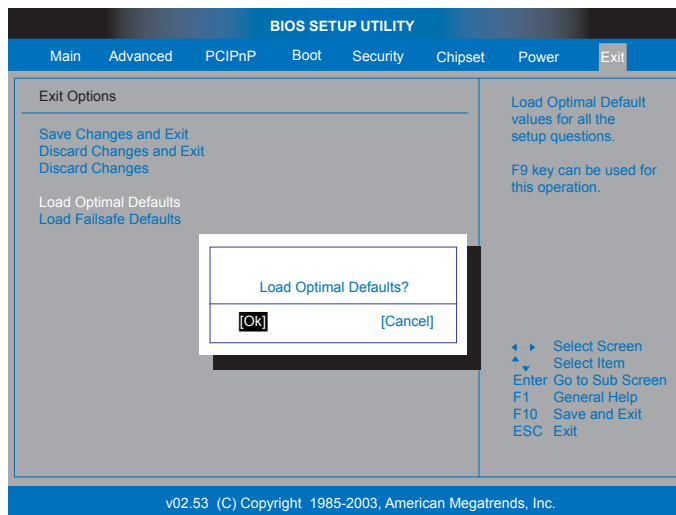 BIOS SETUP UTILITY
Main Advanced PCIPnP Boot Security Chipset Power Exit
Exit Options
Save Changes and Exit
Discard Changes and Exit
Discard Changes
Load Optimal Defaults
Load Failsafe Defaults
Load Optimal Defaults?
[Ok] [Cancel]
Load Optimal Default
values for all the
setup questions.
F9 key can be used for
this operation.
Select Screen
Select Item
Enter Go to Sub Screen
F1 General Help
F10 Save and Exit
ESC Exit
v02.53 (C) Copyright 1985-2003, American Megatrends, Inc.